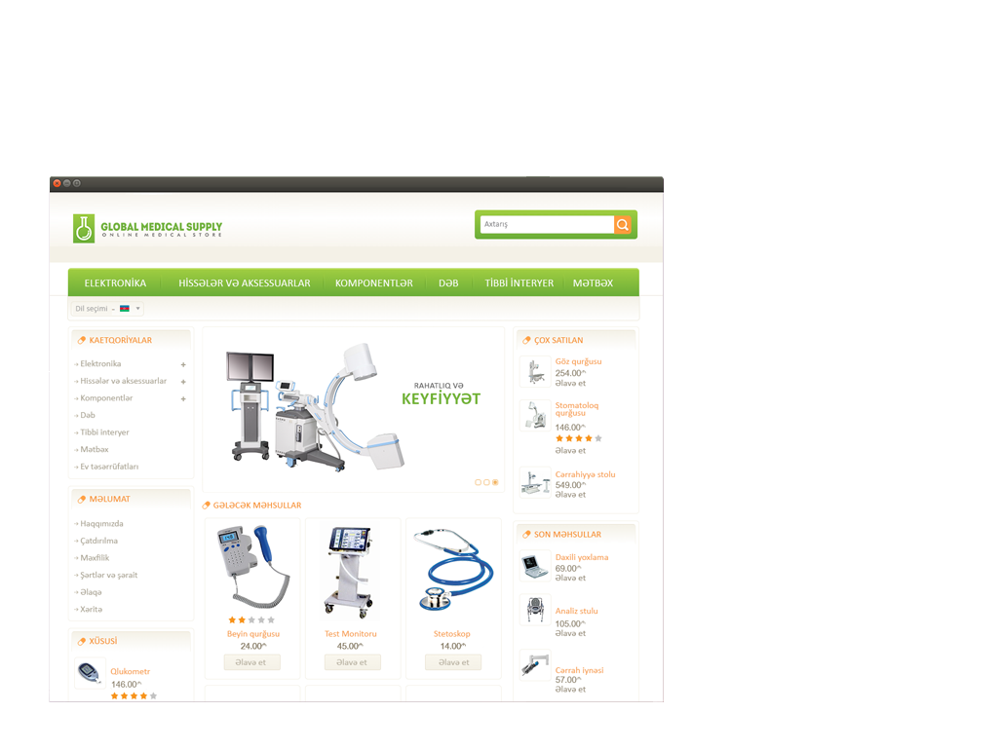 GLOBAL MEDICAL SUPPLY
ONLINE MEDICAL STORE
Axtarış
ELEKTRONİKA HİSSƏLƏR VƏ AKSESSUARLAR KOMPONENTLƏR DƏB TİBBİ INTERYER MƏTBƏX
Dil seçimi
KAETQORİYALAR
Elektronika
Hissələr və aksessuarlar
Komponentlər
Dəb
Tibbi interyer
Mətbəx
Ev təsərrüfatları
MƏLUMAT
Haqqımızda
Çatdırılma
Məxfilik
Şərtlər və şərait
Əlaqə
Xəritə
XÜSUSİ
Qlukometr
146.00₼
RAHATLIQ VƏ
KEYFİYYƏT
GƏLƏCƏK MƏHSULLAR
Beyin qurğusu
24.00₼
Əlavə et
Test Monitoru
45.00₼
Əlavə et
Stetoskop
14.00₼
Əlavə et
ÇOX SATILAN
Göz qurğusu
254.00₼
Əlavə et
Stomatoloq
qurğusu
146.00₼
Əlavə et
Cərrahiyyə stolu
549.00₼
Əlavə et
SON MƏHSULLAR
Daxili yoxlama
69.00₼
Əlavə et
Analiz stulu
105.00₼
Əlavə et
Cərrah iynəsi
57.00₼
Əlavə et